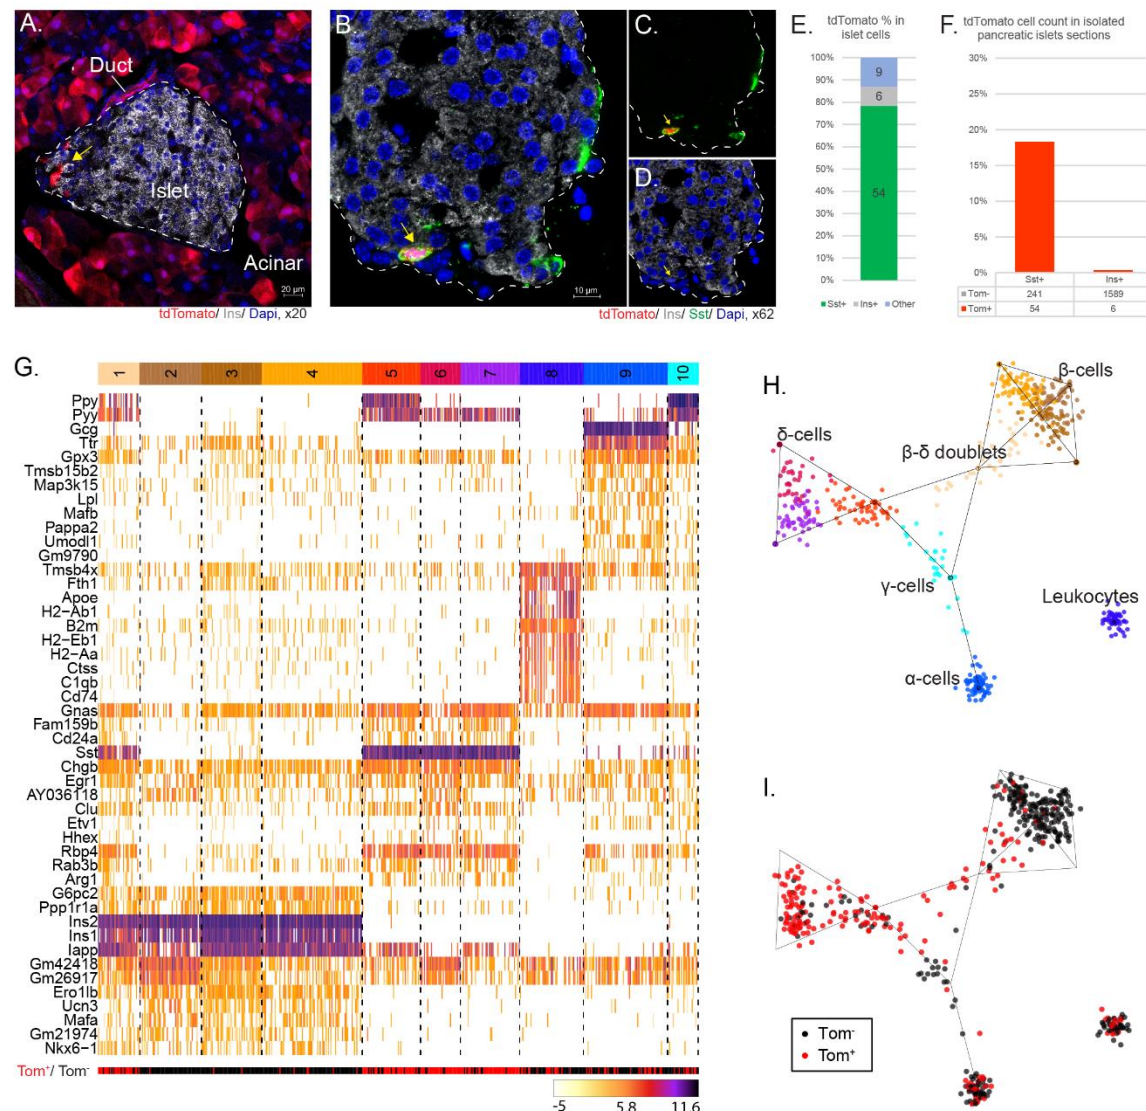 A.
Duct
Islet
Acinar
20 µm
tdTomato/ Ins/ Dapi, x20
B.
10 µm
C.
D.
tdTomato/ Ins/ Sst/ Dapi, x62
E.
tdTomato % in
islet cells
100%
90%
80%
70%
60%
50%
40%
30%
20%
10%
0%
9
6
54
Sst+ Ins+ Other
F.
tdTomato cell count in isolated
pancreatic islets sections
30%
25%
20%
15%
10%
5%
0%
Sst+ Ins+
Tom- 241 1589
Tom+ 54 6
G.
1 2 3 4 5 6 7 8 9 10
Ppy
Pyy
Gcg
Ttr
Gpx3
Tmsb15b2
Map3k15
Lpl
Mafb
Pappa2
Umodl1
Gm9790
Tmsb4x
Fth1
Apoe
H2−Ab1
B2m
H2−Eb1
H2−Aa
Ctss
C1qb
Cd74
Gnas
Fam159b
Cd24a
Sst
Chgb
Egr1
AY036118
Clu
Etv1
Hhex
Rbp4
Rab3b
Arg1
G6pc2
Ppp1r1a
Ins2
Ins1
Iapp
Gm42418
Gm26917
Ero1lb
Ucn3
Mafa
Gm21974
Nkx6−1
Tom⁺/ Tom⁻
-5 5.8 11.6
H.
β-cells
δ-cells
β-δ doublets
γ-cells
Leukocytes
α-cells
I.
Tom⁻
Tom⁺